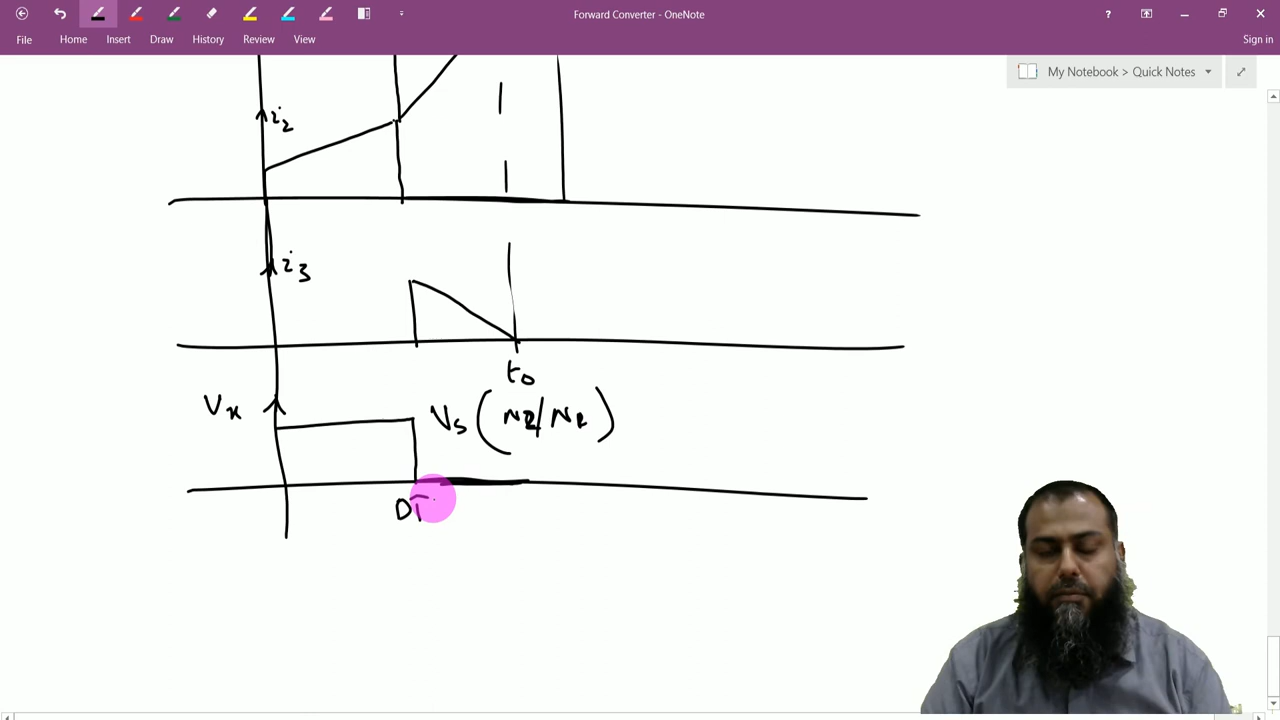 Forward Converter - OneNote
? 
Sign in
File Home Insert Draw History Review View
My Notebook > Quick Notes
i2
i3
to
Vx
Vs (N2/N1)
DT